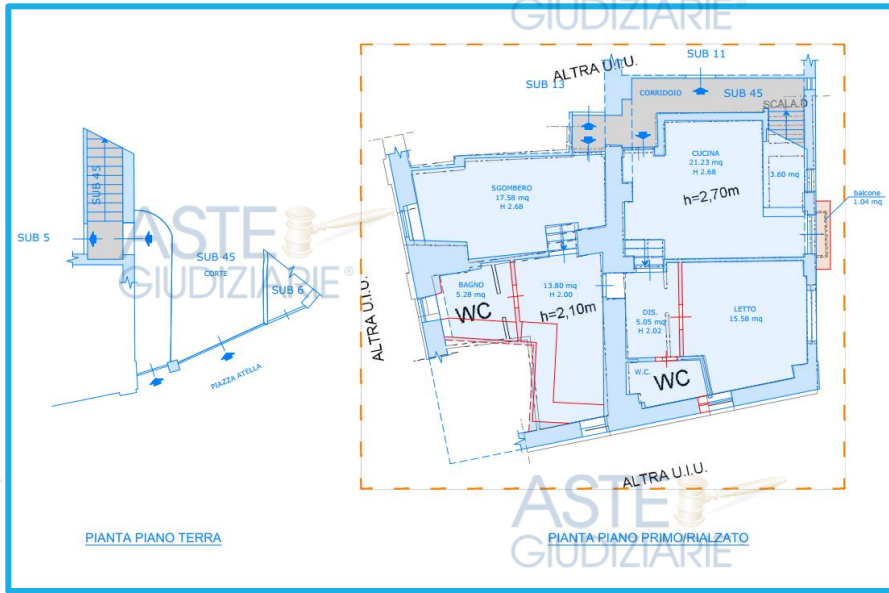 GIUDIZIARIE
ALTRA U.I.U.
SUB 11
SUB 13
CORRIDOIO
SUB 45
SCALA D
CUCINA
21.23 mq
H 2.68
h=2,70m
3.60 mq
balcone
1.04 mq
SGOMBERO
17.58 mq
H 2.68
SUB 45
SUB 5
ASTE
GIUDIZIARIE®
SUB 45
CORTE
SUB 6
PIAZZA ATELLA
ALTRA U.I.U.
BAGNO
5.28 mq
WC
13.80 mq
H 2.00
h=2,10m
DIS.
5.05 mq
H 2.02
LETTO
15.58 mq
W.C.
WC
ALTRA U.I.U.
ASTE
GIUDIZIARIE®
PIANTA PIANO TERRA
PIANTA PIANO PRIMO/RIALZATO